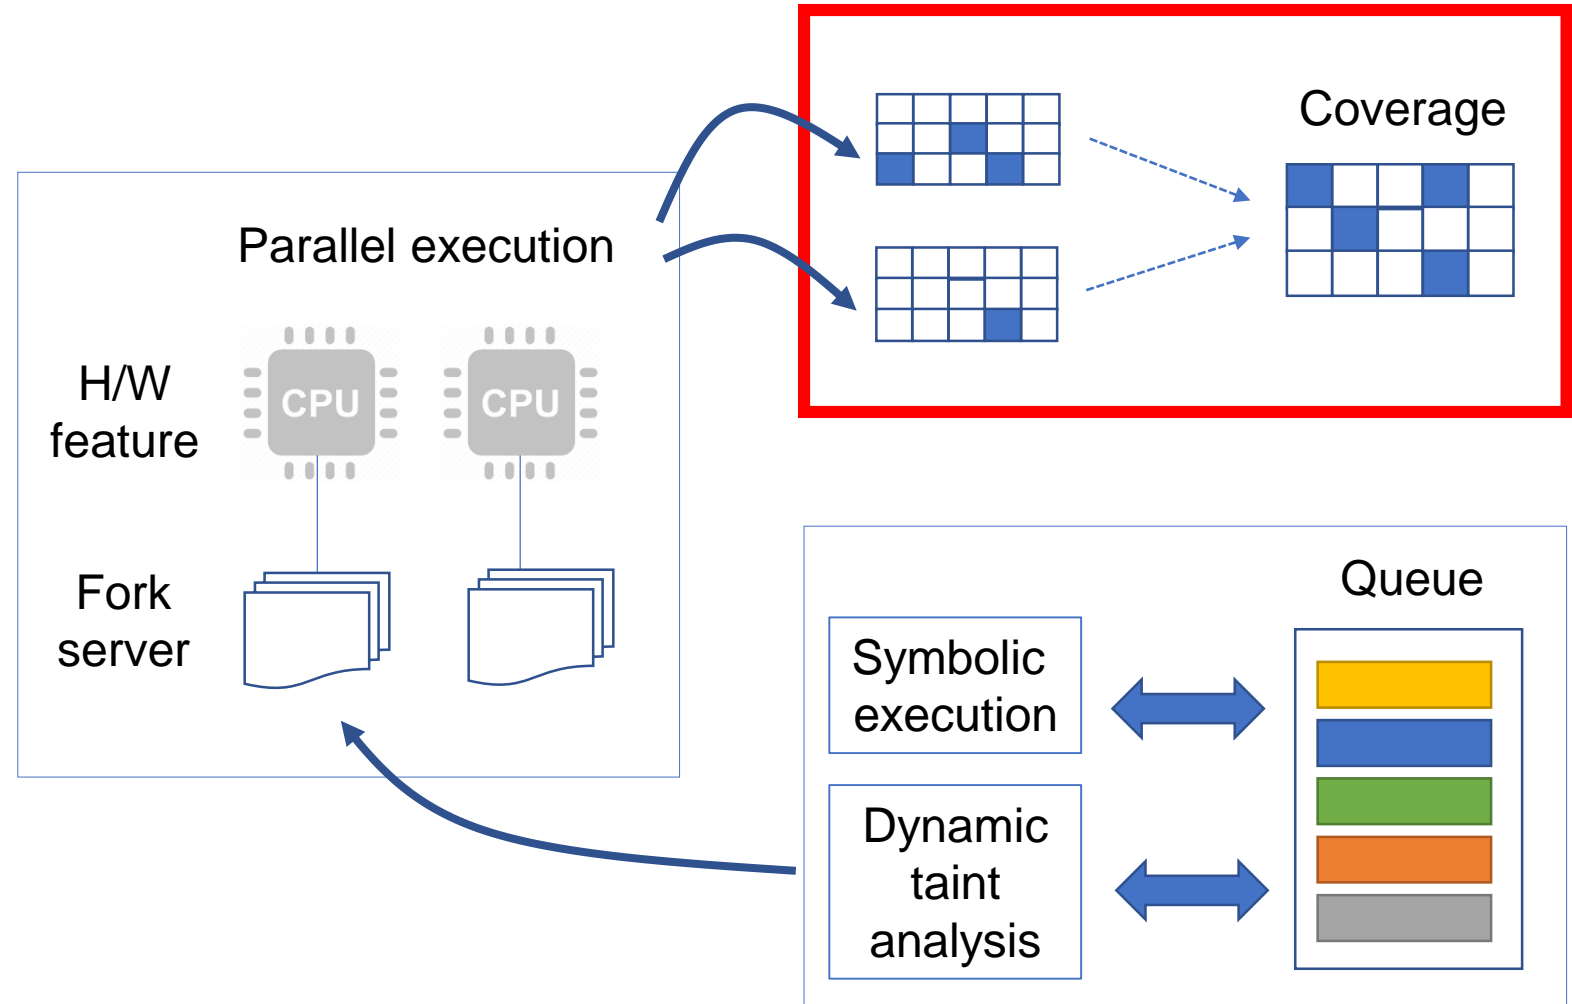 Coverage
Parallel execution
H/W
feature
CPU
CPU
Fork
server
Queue
Symbolic
execution
Dynamic
taint
analysis